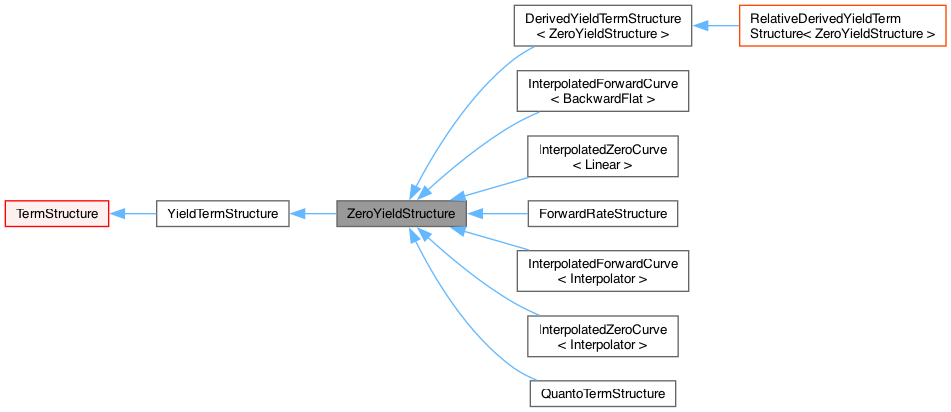 DerivedYieldTermStructure
< ZeroYieldStructure >
RelativeDerivedYieldTerm
Structure< ZeroYieldStructure >
InterpolatedForwardCurve
< BackwardFlat >
InterpolatedZeroCurve
< Linear >
TermStructure
YieldTermStructure
ZeroYieldStructure
ForwardRateStructure
InterpolatedForwardCurve
< Interpolator >
InterpolatedZeroCurve
< Interpolator >
QuantoTermStructure